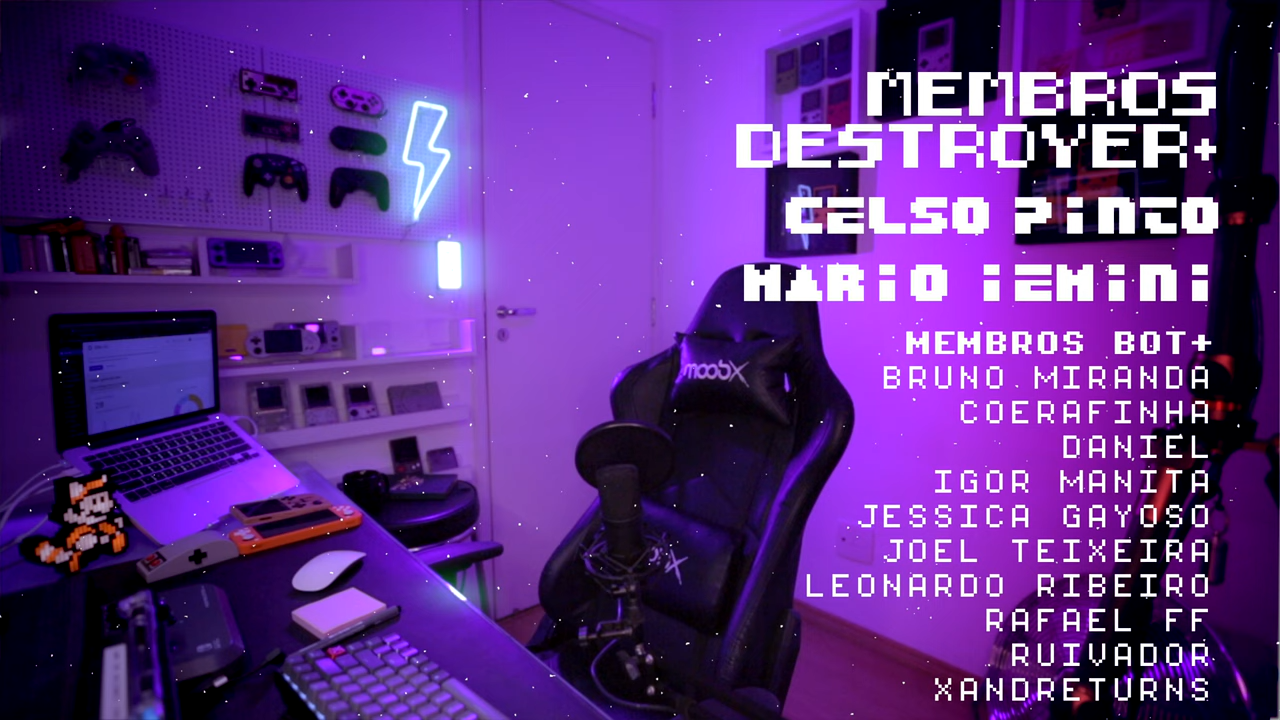 MEMBROS
DESTROYER+
CELSO PINTO
MARIO IEMINI
MEMBROS BOT+
BRUNO MIRANDA
COERAFINHA
DANIEL
IGOR MANITA
JESSICA GAYOSO
JOEL TEIXEIRA
LEONARDO RIBEIRO
RAFAEL FF
RUIVADOR
XANDRETURNS
moobX